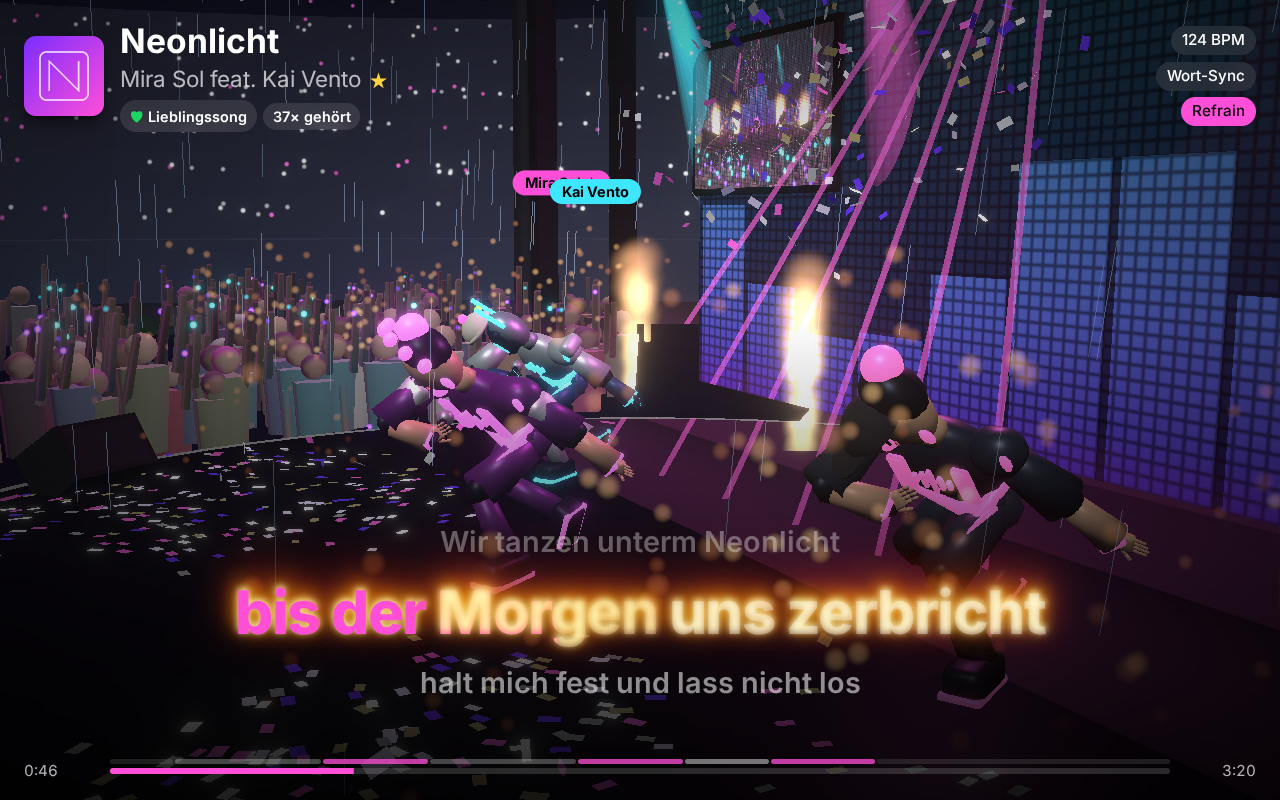 N
Neonlicht
Mira Sol feat. Kai Vento
Lieblingssong
37× gehört
124 BPM
Wort-Sync
Refrain
Mira
Kai Vento
Wir tanzen unterm Neonlicht
bis der Morgen uns zerbricht
halt mich fest und lass nicht los
0:46
3:20